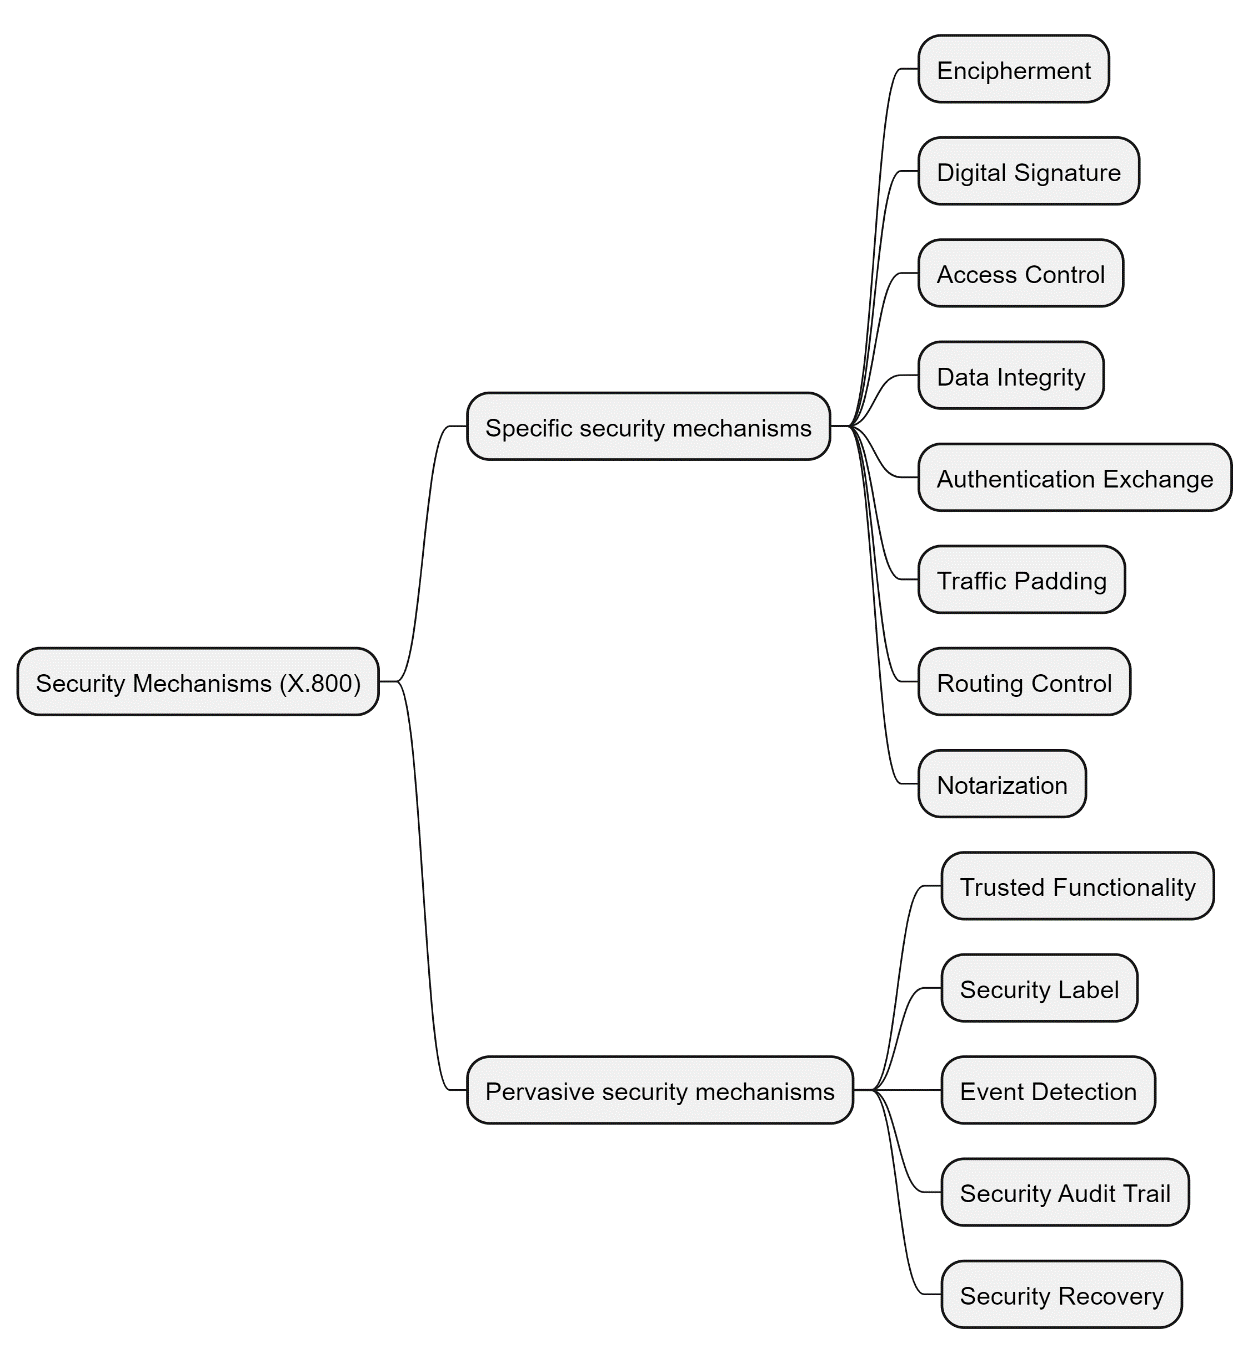 Security Mechanisms (X.800)
Specific security mechanisms
Encipherment
Digital Signature
Access Control
Data Integrity
Authentication Exchange
Traffic Padding
Routing Control
Notarization
Pervasive security mechanisms
Trusted Functionality
Security Label
Event Detection
Security Audit Trail
Security Recovery